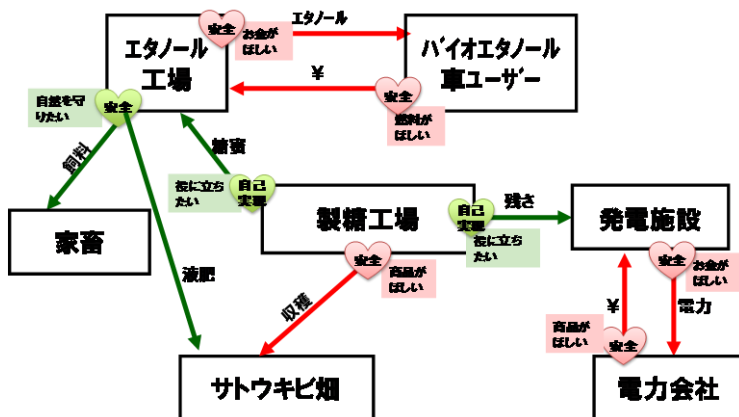 エタノール
工場
安全
お金が
ほしい
エタノール
¥
バイオエタノール
車ユーザー
安全
燃料が
ほしい
自然を守
りたい
安全
飼料
糖蜜
液肥
家畜
役に立ち
たい
自己
実現
製糖工場
自己
実現
役に立ち
たい
残さ
発電施設
安全
商品が
ほしい
収穫
安全
お金が
ほしい
電力
¥
商品が
ほしい
安全
サトウキビ畑
電力会社